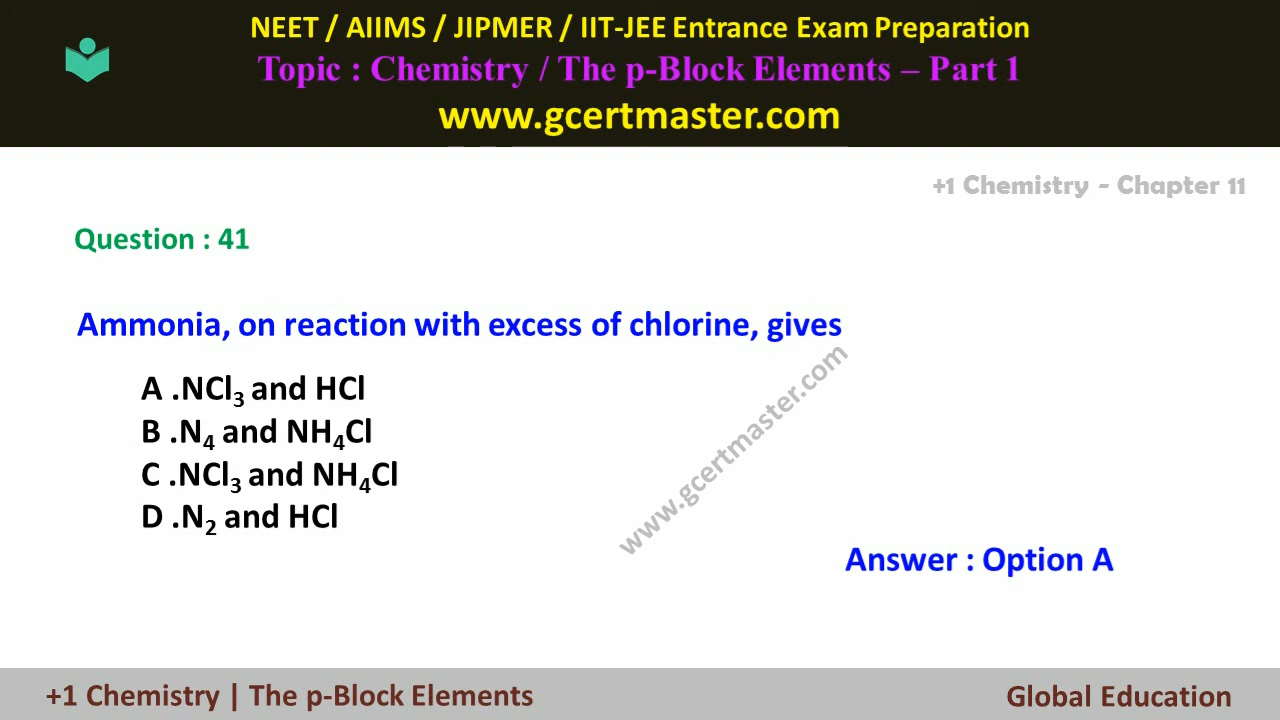 NEET / AIIMS / JIPMER / IIT-JEE Entrance Exam Preparation
Topic : Chemistry / The p-Block Elements – Part 1
www.gcertmaster.com
+1 Chemistry - Chapter 11
Question : 41
Ammonia, on reaction with excess of chlorine, gives
A .NCl₃ and HCl
B .N₄ and NH₄Cl
C .NCl₃ and NH₄Cl
D .N₂ and HCl
www.gcertmaster.com
Answer : Option A
+1 Chemistry | The p-Block Elements
Global Education